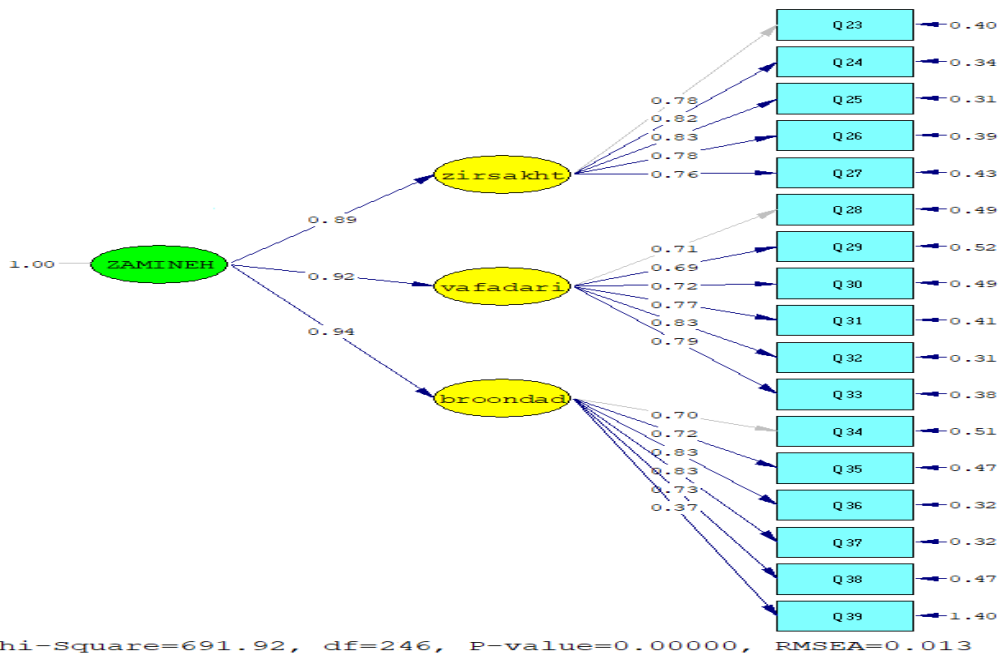 Q23 0.40
Q24 0.34
0.78
Q25 0.31
0.82
0.83
Q26 0.39
0.78
zirsakht 0.76 Q27 0.43
Q28 0.49
0.89
0.71
Q29 0.52
1.00 ZAMINEH
0.69
0.92
vafadari 0.72 Q30 0.49
0.77
Q31 0.41
0.83
0.94
0.79
Q32 0.31
Q33 0.38
broondad
0.70
Q34 0.51
0.72
0.83
Q35 0.47
0.83
0.73
0.37
Q36 0.32
Q37 0.32
Q38 0.47
Q39 1.40
hi-Square=691.92, df=246, P-value=0.00000, RMSEA=0.013